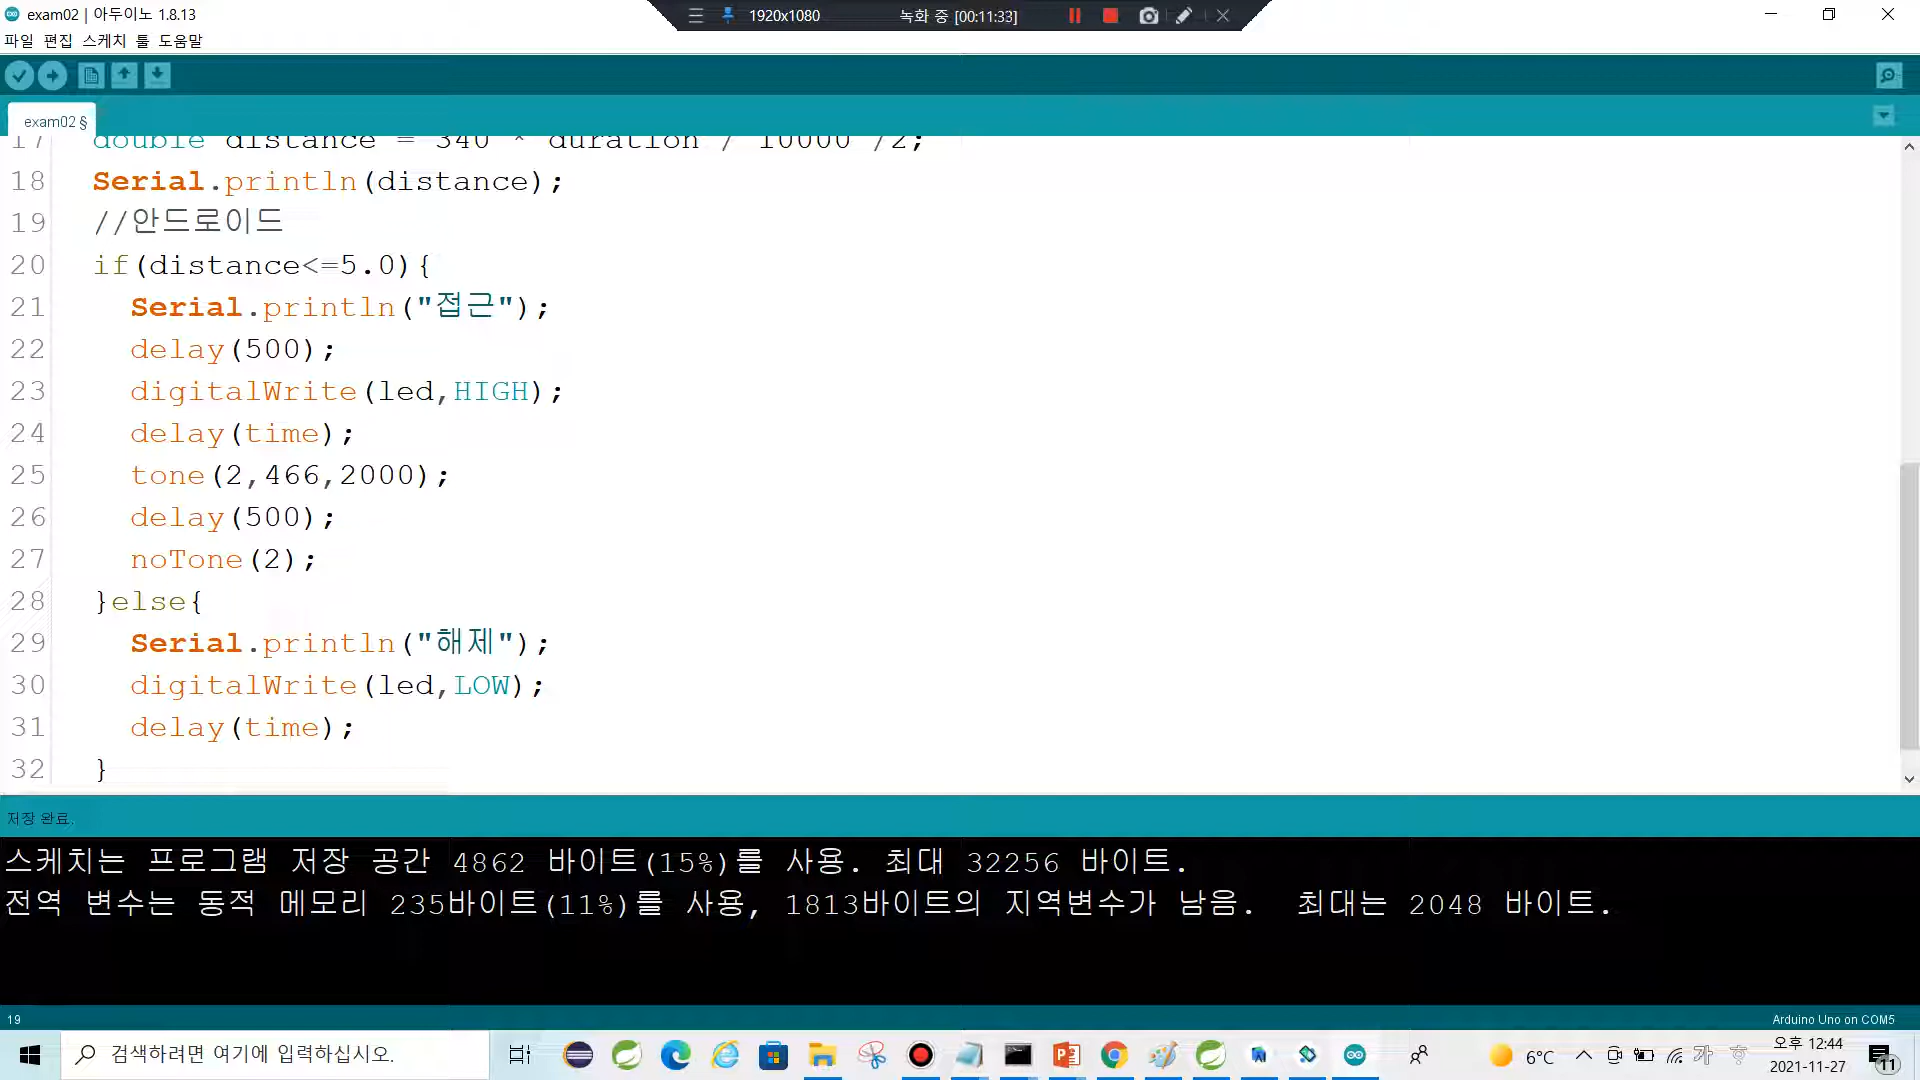 exam02 | 아두이노 1.8.13
1920x1080
녹화 중 [00:11:33]
파일 편집 스케치 툴 도움말
exam02 §
17 double distance = 340 * duration / 10000 /2;
18 Serial.println(distance);
19 //안드로이드
20 if(distance<=5.0){
21 Serial.println("접근");
22 delay(500);
23 digitalWrite(led,HIGH);
24 delay(time);
25 tone(2,466,2000);
26 delay(500);
27 noTone(2);
28 }else{
29 Serial.println("해제");
30 digitalWrite(led,LOW);
31 delay(time);
32 }
저장 완료.
스케치는 프로그램 저장 공간 4862 바이트(15%)를 사용. 최대 32256 바이트.
전역 변수는 동적 메모리 235바이트(11%)를 사용, 1813바이트의 지역변수가 남음.  최대는 2048 바이트.
19
Arduino Uno on COM5
검색하려면 여기에 입력하십시오.
6°C
가
오후 12:44
2021-11-27
11